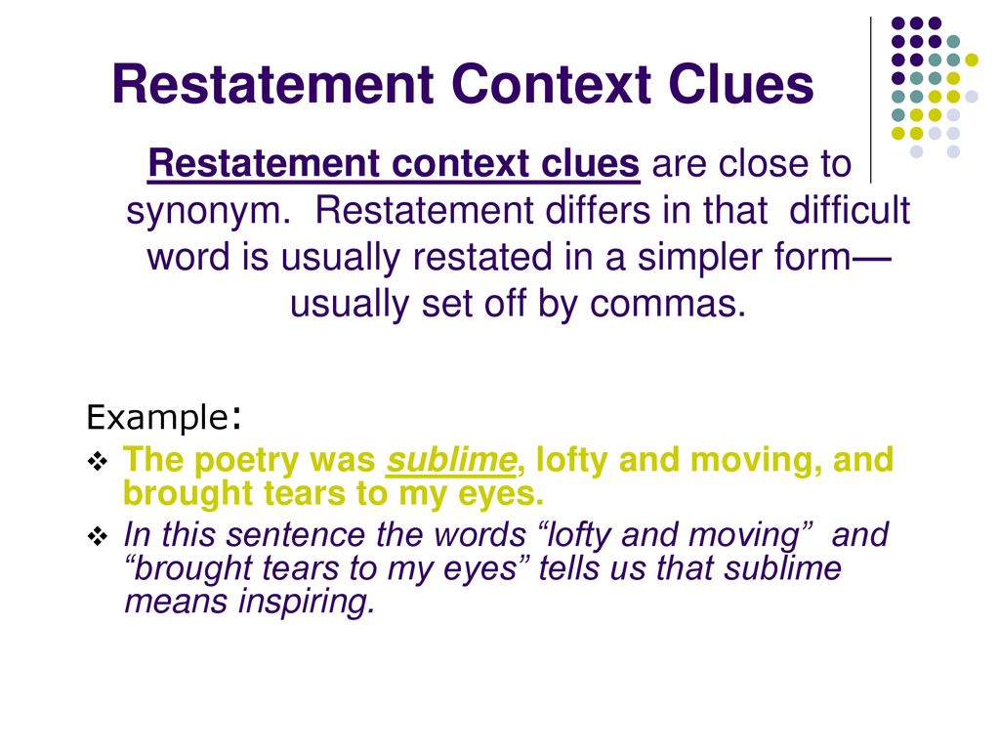 Restatement Context Clues
Restatement context clues are close to
synonym.  Restatement differs in that  difficult
word is usually restated in a simpler form—
usually set off by commas.
Example:
❖ The poetry was sublime, lofty and moving, and
brought tears to my eyes.
❖ In this sentence the words “lofty and moving”  and
“brought tears to my eyes” tells us that sublime
means inspiring.